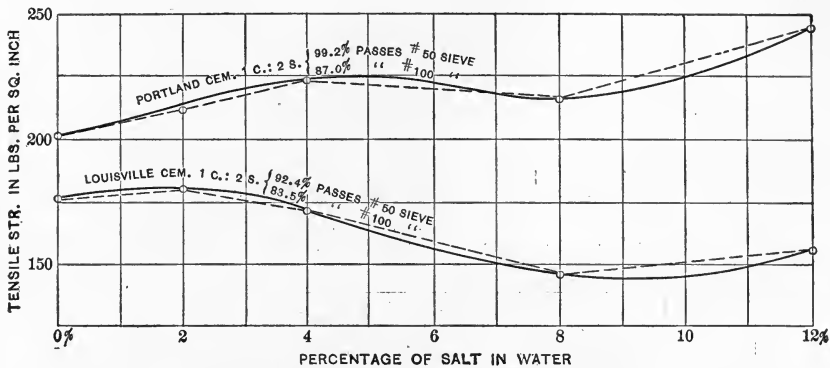 250
200
150
TENSILE STR. IN LBS. PER SQ. INCH
PORTLAND CEM. 1 C.: 2 S. { 99.2% PASSES #50 SIEVE
87.0% “ #100 “
LOUISVILLE CEM. 1 C.: 2 S. { 92.4% PASSES #50 SIEVE
83.5% “ #100 “
0% 2 4 6 8 10 12%
PERCENTAGE OF SALT IN WATER